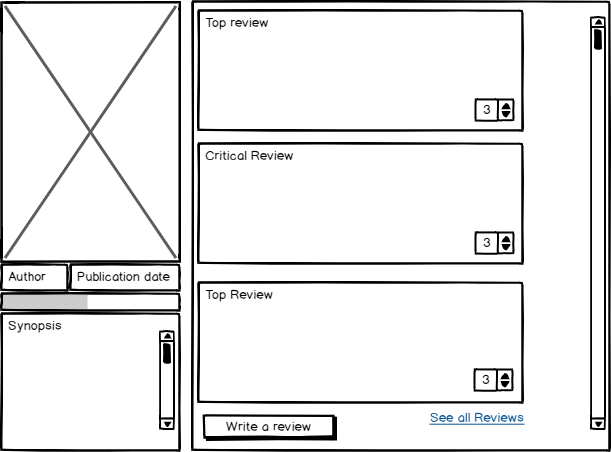 Author
Publication date
Synopsis
Top review
3
Critical Review
3
Top Review
3
Write a review
See all Reviews